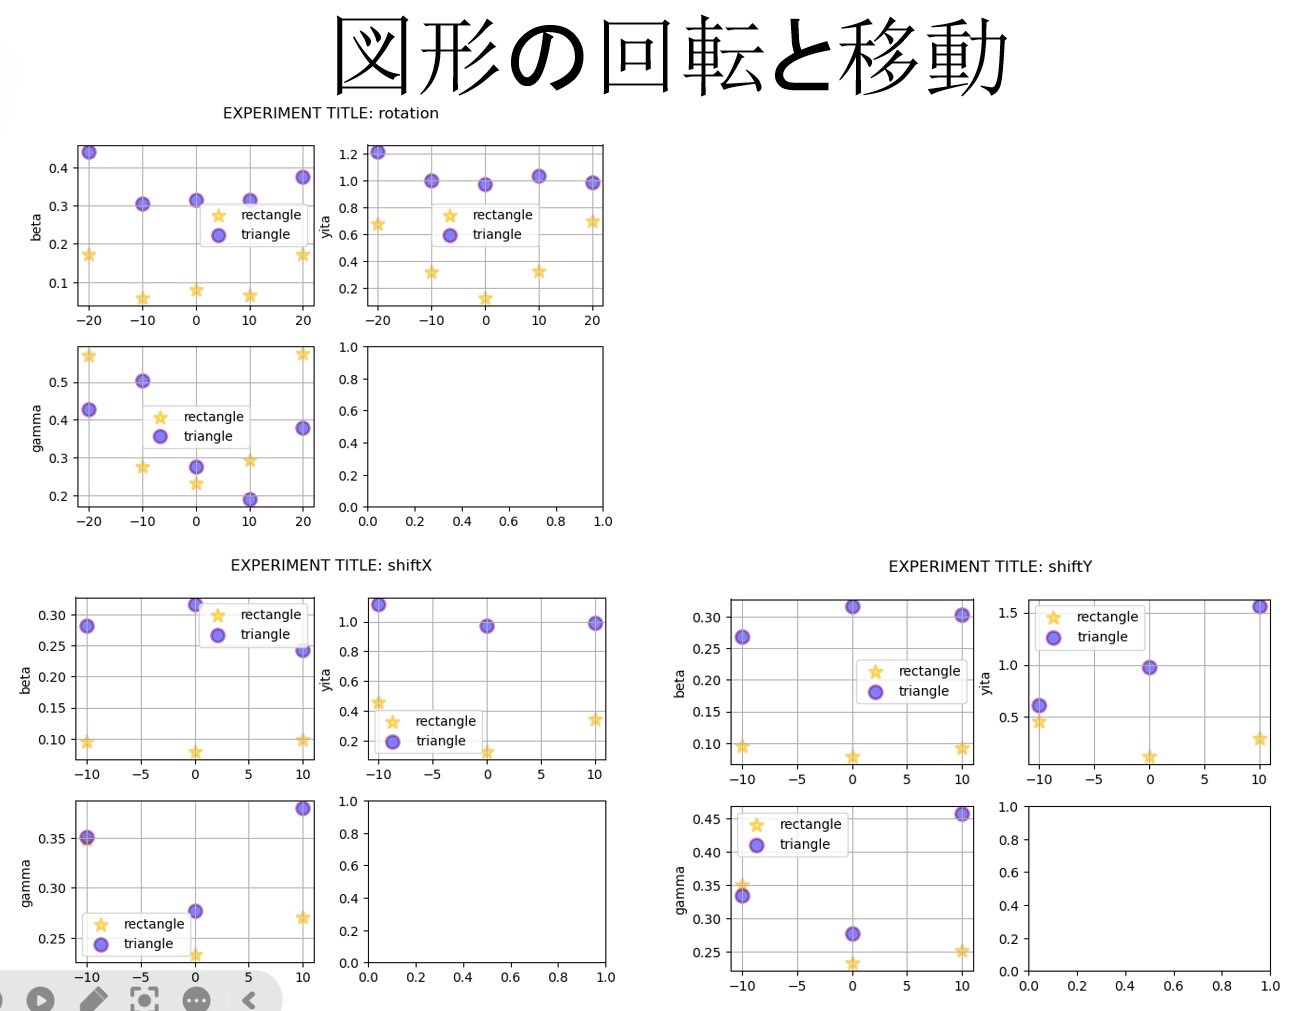 図形の回転と移動
EXPERIMENT TITLE: rotation
beta
0.4
0.3
0.2
0.1
rectangle
triangle
−20 −10 0 10 20
yita
1.2
1.0
0.8
0.6
0.4
0.2
rectangle
triangle
−20 −10 0 10 20
gamma
0.5
0.4
0.3
0.2
rectangle
triangle
−20 −10 0 10 20
1.0
0.8
0.6
0.4
0.2
0.0
0.0 0.2 0.4 0.6 0.8 1.0
EXPERIMENT TITLE: shiftX
beta
0.30
0.25
0.20
0.15
0.10
rectangle
triangle
−10 −5 0 5 10
yita
1.0
0.8
0.6
0.4
0.2
rectangle
triangle
−10 −5 0 5 10
gamma
0.35
0.30
0.25
rectangle
triangle
−10 −5 0 5 10
1.0
0.8
0.6
0.4
0.2
0.0
0.0 0.2 0.4 0.6 0.8 1.0
EXPERIMENT TITLE: shiftY
beta
0.30
0.25
0.20
0.15
0.10
rectangle
triangle
−10 −5 0 5 10
yita
1.5
1.0
0.5
rectangle
triangle
−10 −5 0 5 10
gamma
0.45
0.40
0.35
0.30
0.25
rectangle
triangle
−10 −5 0 5 10
1.0
0.8
0.6
0.4
0.2
0.0
0.0 0.2 0.4 0.6 0.8 1.0